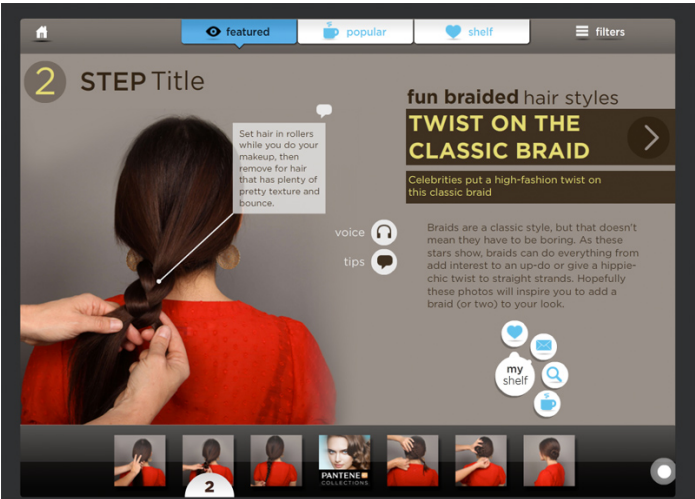 featured
popular
shelf
filters
2 STEP Title
Set hair in rollers
while you do your
makeup, then
remove for hair
that has plenty of
pretty texture and
bounce.
voice
tips
fun braided hair styles
TWIST ON THE
CLASSIC BRAID
Celebrities put a high-fashion twist on
this classic braid
Braids are a classic style, but that doesn't
mean they have to be boring. As these
stars show, braids can do everything from
add interest to an up-do or give a hippie-
chic twist to straight strands. Hopefully
these photos will inspire you to add a
braid (or two) to your look.
my
shelf
2
PANTENE
COLLECTIONS